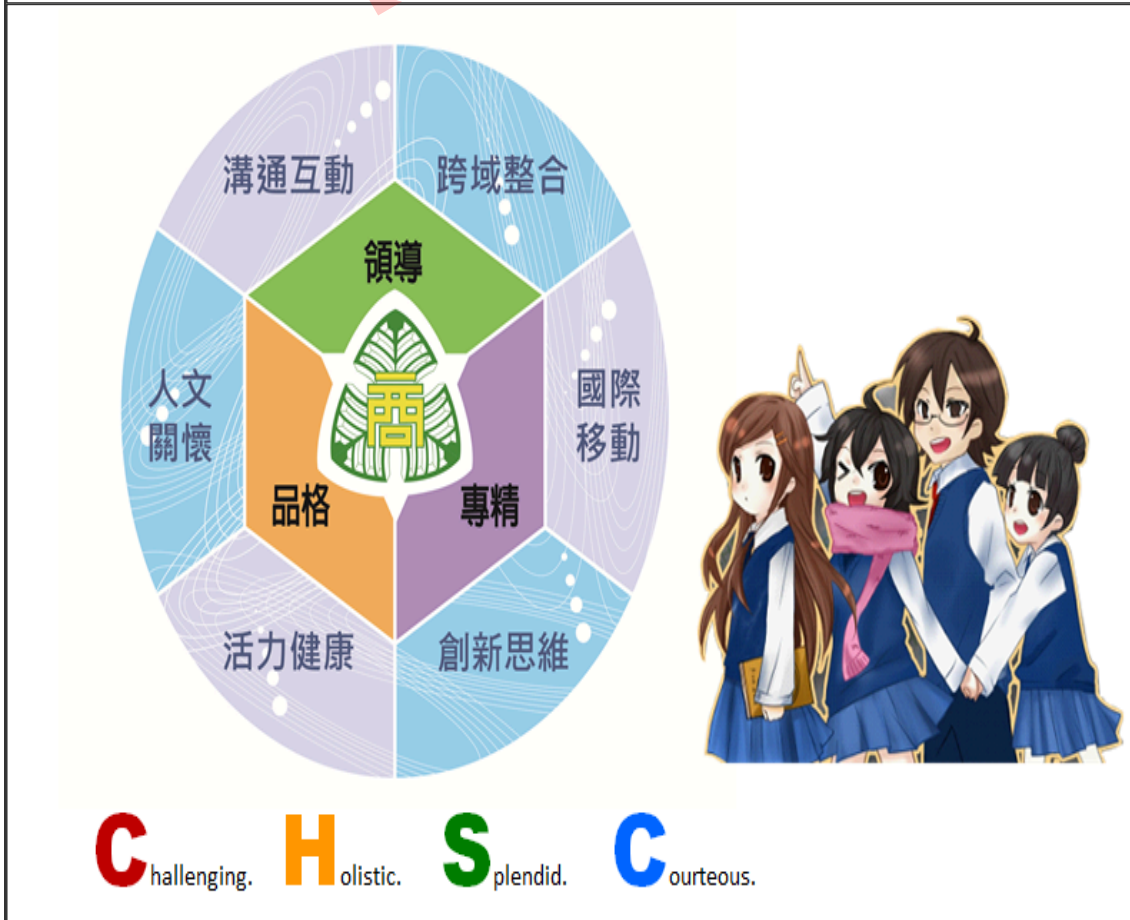 溝通互動
跨域整合
領導
人文
關懷
國際
移動
商
品格
專精
活力健康
創新思維
Challenging. Holistic. Splendid. Courteous.